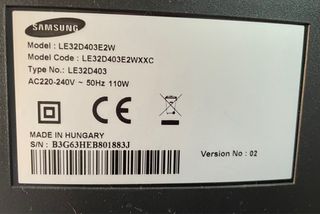 SAMSUNG
Model : LE32D403E2W
Model Code : LE32D403E2WXXC
Type No.: LE32D403
AC220-240V ~ 50Hz 110W
MADE IN HUNGARY
S/N : B3G63HEB801883J
Version No : 02